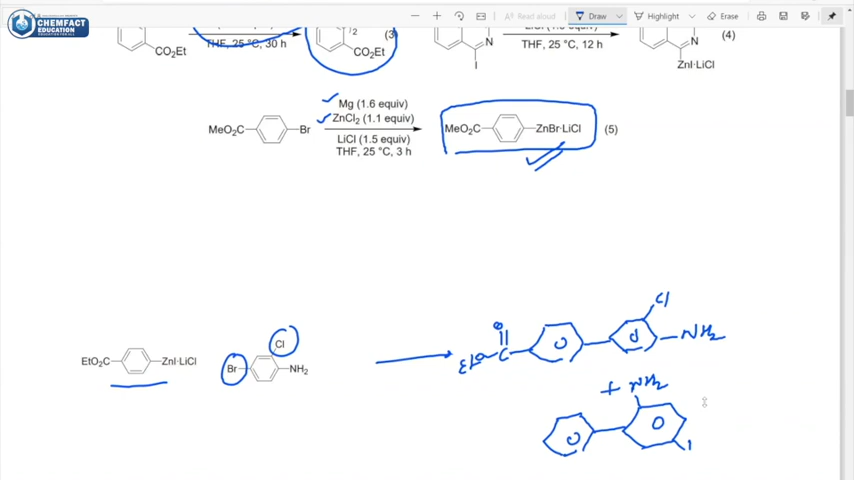 CHEMFACT
EDUCATION
Read aloud
Draw
Highlight
Erase
CO₂Et
THF, 25 °C, 30 h
)₂
(3)
CO₂Et
N
I
THF, 25 °C, 12 h
N
ZnI·LiCl
(4)
MeO₂C
Br
Mg (1.6 equiv)
ZnCl₂ (1.1 equiv)
LiCl (1.5 equiv)
THF, 25 °C, 3 h
MeO₂C
ZnBr·LiCl
(5)
EtO₂C
ZnI·LiCl
Br
Cl
NH₂
EtO
C
O
Cl
NH₂
+ NH₂